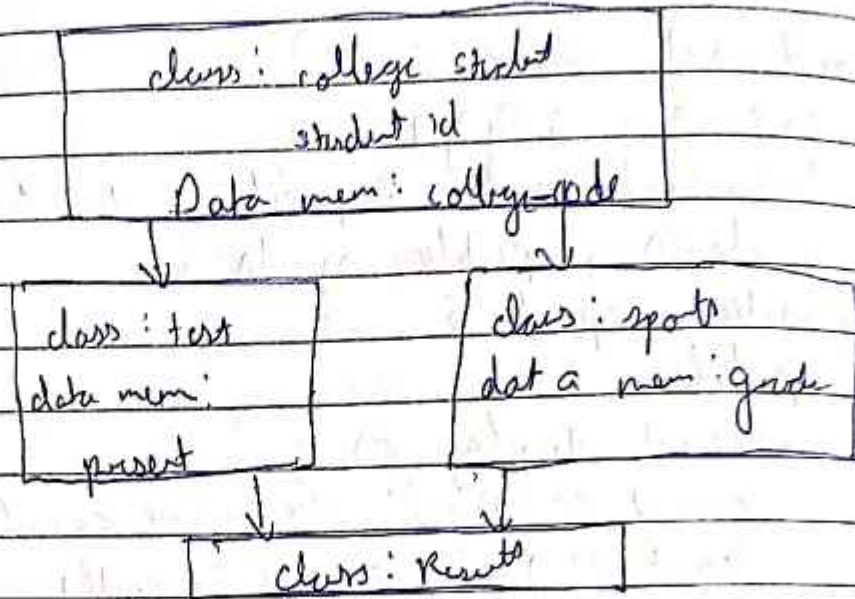 class: college student
student id
Data mem: college-code
class: test
data mem:
present
class: sports
data mem: grade
class: Results